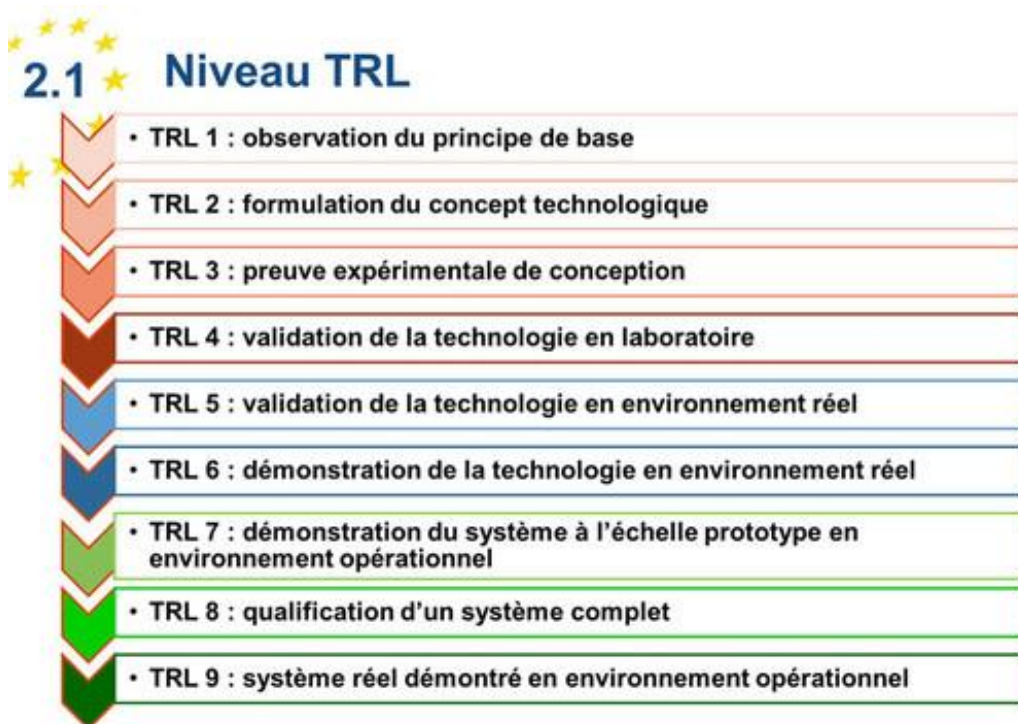 2.1 Niveau TRL
• TRL 1 : observation du principe de base
• TRL 2 : formulation du concept technologique
• TRL 3 : preuve expérimentale de conception
• TRL 4 : validation de la technologie en laboratoire
• TRL 5 : validation de la technologie en environnement réel
• TRL 6 : démonstration de la technologie en environnement réel
• TRL 7 : démonstration du système à l’échelle prototype en
environnement opérationnel
• TRL 8 : qualification d’un système complet
• TRL 9 : système réel démontré en environnement opérationnel